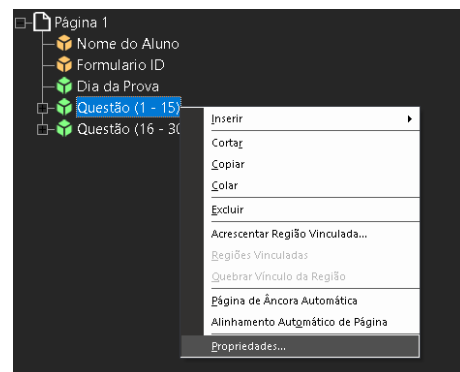 Página 1
Nome do Aluno
Formulario ID
Dia da Prova
Questão (1 - 15)
Questão (16 - 30
Inserir
Cortar
Copiar
Colar
Excluir
Acrescentar Região Vinculada...
Regiões Vinculadas
Quebrar Vínculo da Região
Página de Âncora Automática
Alinhamento Automático de Página
Propriedades...